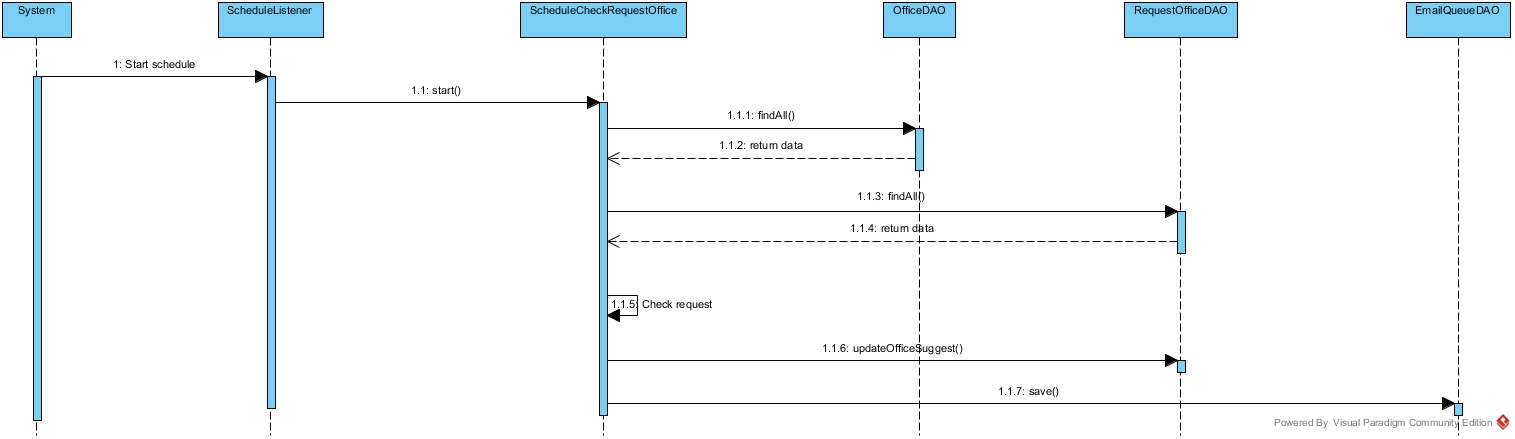 System
ScheduleListener
ScheduleCheckRequestOffice
OfficeDAO
RequestOfficeDAO
EmailQueueDAO
1: Start schedule
1.1: start()
1.1.1: findAll()
1.1.2: return data
1.1.3: findAll()
1.1.4: return data
1.1.5: Check request
1.1.6: updateOfficeSuggest()
1.1.7: save()
Powered By Visual Paradigm Community Edition